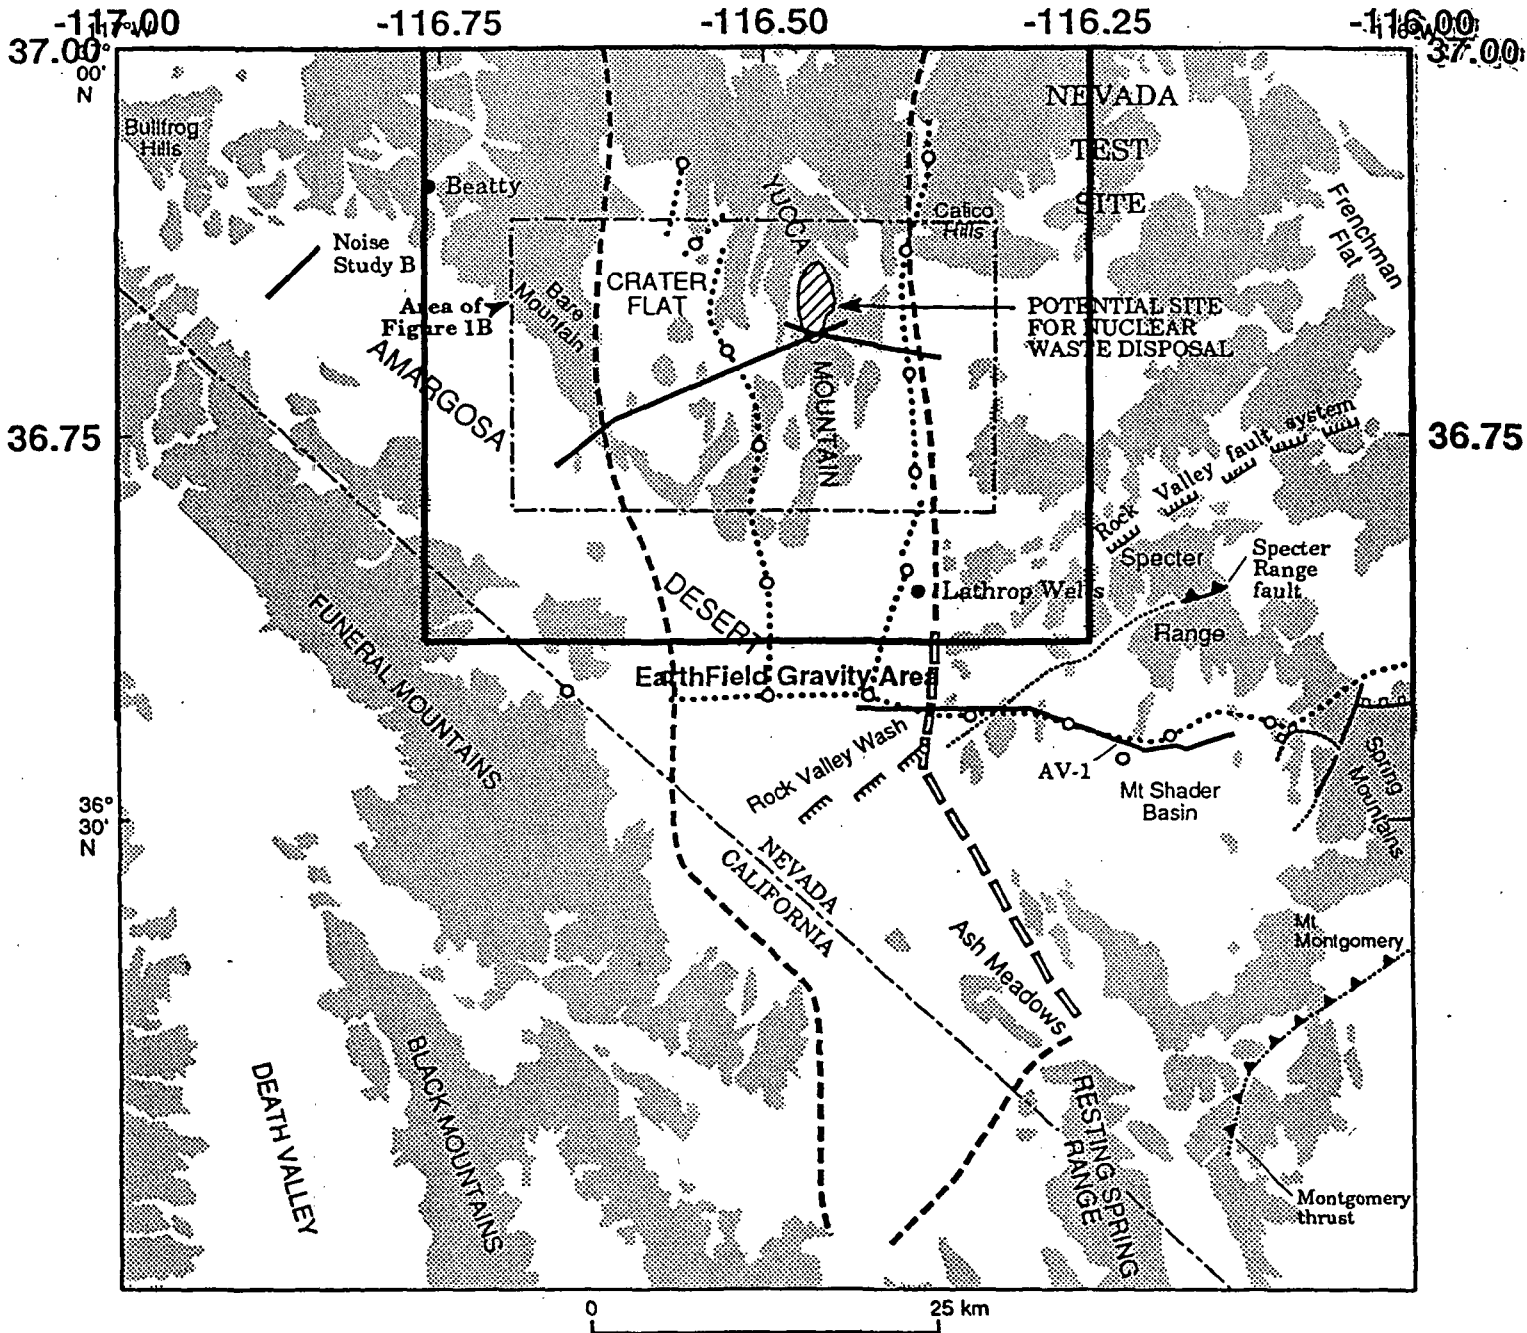 -117.00
-116.75
-116.50
-116.25
-116.00
37.00
37.00
00'
N
NEVADA
TEST
SITE
Bullfrog
Hills
Beatty
YUCCA
Calico
Hills
Frenchman
Flat
Noise
Study B
CRATER
FLAT
Bare
Mountain
Area of
Figure 1B
POTENTIAL SITE
FOR NUCLEAR
WASTE DISPOSAL
AMARGOSA
MOUNTAIN
36.75
36.75
Rock Valley fault system
Specter
Range
Specter
Range
fault
DESERT
Lathrop Wells
FUNERAL MOUNTAINS
EarthField Gravity Area
Rock Valley Wash
AV-1
Mt Shader
Basin
Spring
Mountains
36°
30'
N
NEVADA
CALIFORNIA
Ash Meadows
Mt
Montgomery
DEATH VALLEY
BLACK MOUNTAINS
RESTING SPRING
RANGE
Montgomery
thrust
0
25 km